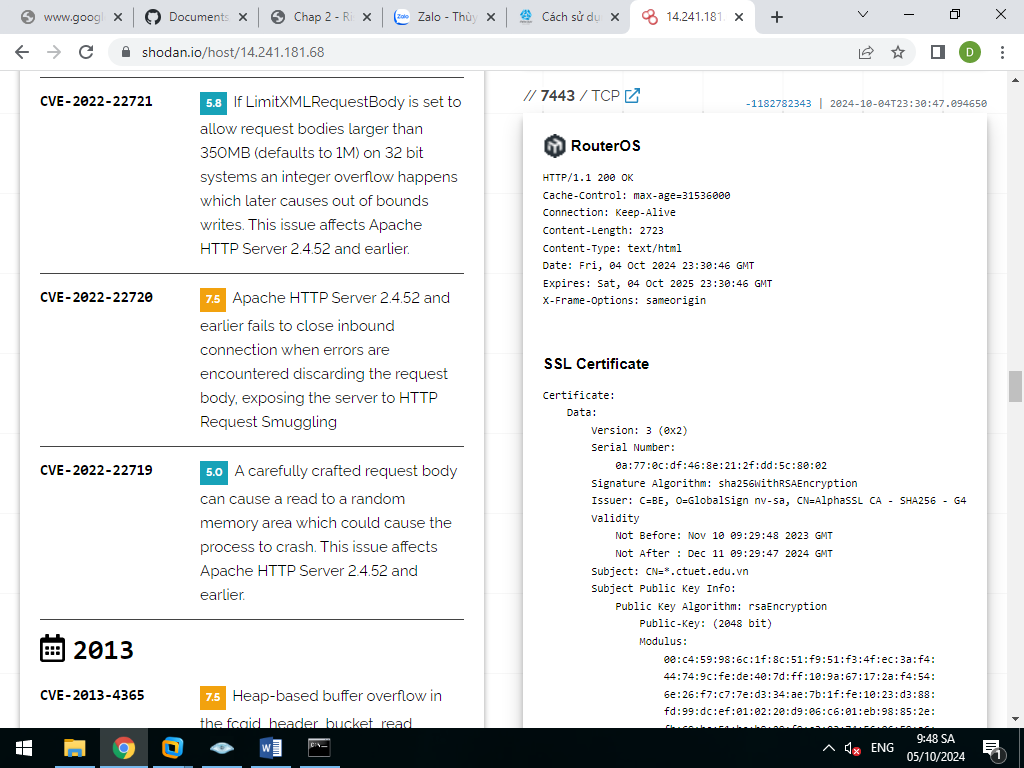 www.googl
Documents
Chap 2 - Ri
Zalo - Thùy
Cách sử dụ
14.241.181
shodan.io/host/14.241.181.68
D
CVE-2022-22721
5.8 If LimitXMLRequestBody is set to
allow request bodies larger than
350MB (defaults to 1M) on 32 bit
systems an integer overflow happens
which later causes out of bounds
writes. This issue affects Apache
HTTP Server 2.4.52 and earlier.
CVE-2022-22720
7.5 Apache HTTP Server 2.4.52 and
earlier fails to close inbound
connection when errors are
encountered discarding the request
body, exposing the server to HTTP
Request Smuggling
CVE-2022-22719
5.0 A carefully crafted request body
can cause a read to a random
memory area which could cause the
process to crash. This issue affects
Apache HTTP Server 2.4.52 and
earlier.
2013
CVE-2013-4365
7.5 Heap-based buffer overflow in
the fcgid_header_bucket_read
// 7443 / TCP
-1182782343 | 2024-10-04T23:30:47.094650
RouterOS
HTTP/1.1 200 OK
Cache-Control: max-age=31536000
Connection: Keep-Alive
Content-Length: 2723
Content-Type: text/html
Date: Fri, 04 Oct 2024 23:30:46 GMT
Expires: Sat, 04 Oct 2025 23:30:46 GMT
X-Frame-Options: sameorigin
SSL Certificate
Certificate:
Data:
Version: 3 (0x2)
Serial Number:
0a:77:0c:df:46:8e:21:2f:dd:5c:80:02
Signature Algorithm: sha256WithRSAEncryption
Issuer: C=BE, O=GlobalSign nv-sa, CN=AlphaSSL CA - SHA256 - G4
Validity
Not Before: Nov 10 09:29:48 2023 GMT
Not After : Dec 11 09:29:47 2024 GMT
Subject: CN=*.ctuet.edu.vn
Subject Public Key Info:
Public Key Algorithm: rsaEncryption
Public-Key: (2048 bit)
Modulus:
00:c4:59:98:6c:1f:8c:51:f9:51:f3:4f:ec:3a:f4:
44:74:9c:fe:de:40:7d:ff:10:9a:67:17:2a:f4:54:
6e:26:f7:c7:7e:d3:34:ae:7b:1f:fe:10:23:d3:88:
fd:99:dc:ef:01:02:20:d9:06:c6:01:eb:98:85:2e:
ENG
9:48 SA
05/10/2024
1